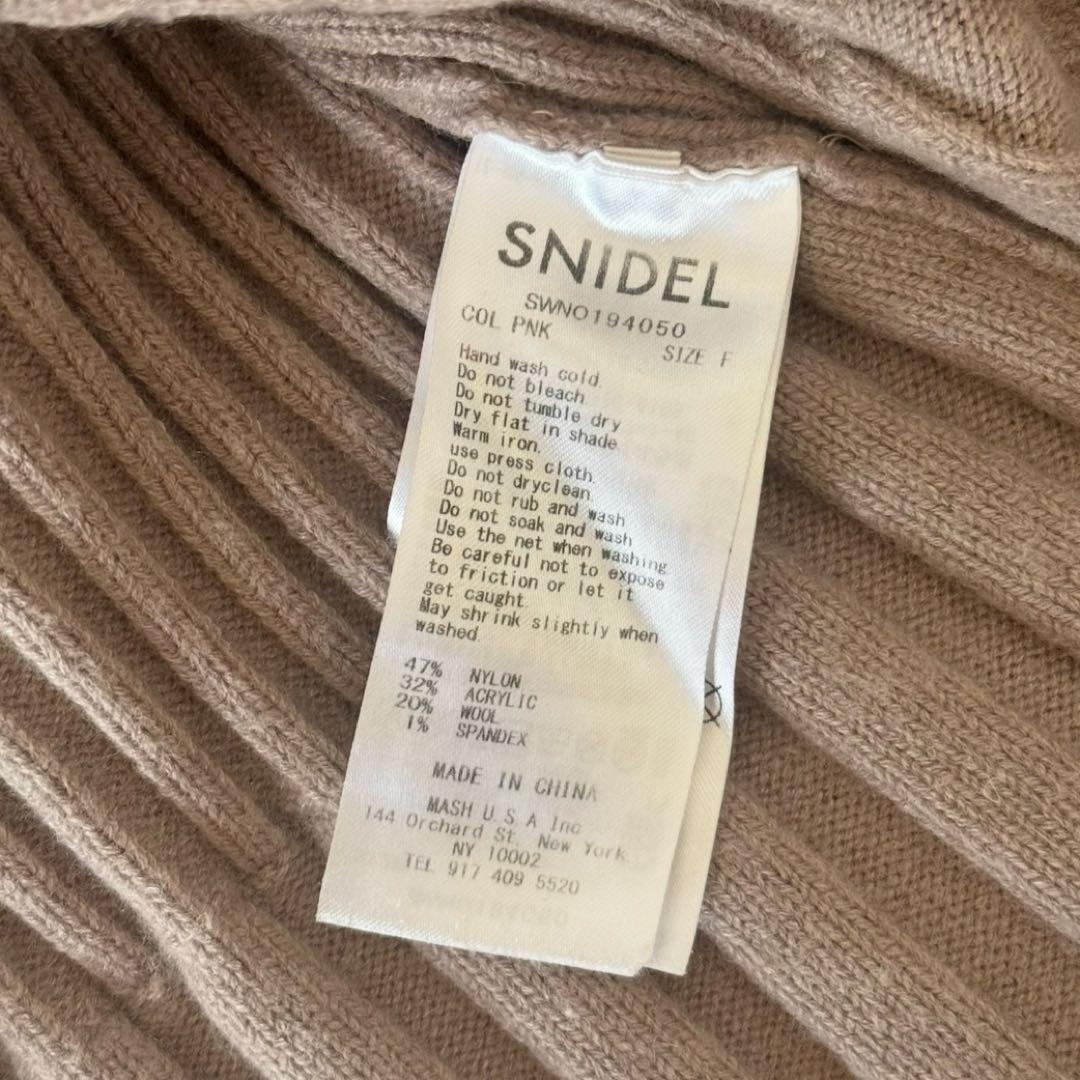 SNIDEL
SWNO194050
COL PNK
SIZE F
Hand wash cold.
Do not bleach.
Do not tumble dry
Dry flat in shade.
Warm iron.
use press cloth.
Do not dryclean.
Do not rub and wash
Do not soak and wash
Use the net when washing.
Be careful not to expose
to friction or let it
get caught.
May shrink slightly when
washed.
47% NYLON
32% ACRYLIC
20% WOOL
1% SPANDEX
MADE IN CHINA
MASH U.S.A Inc
144 Orchard St. New York.
NY 10002
TEL 917 409 5520